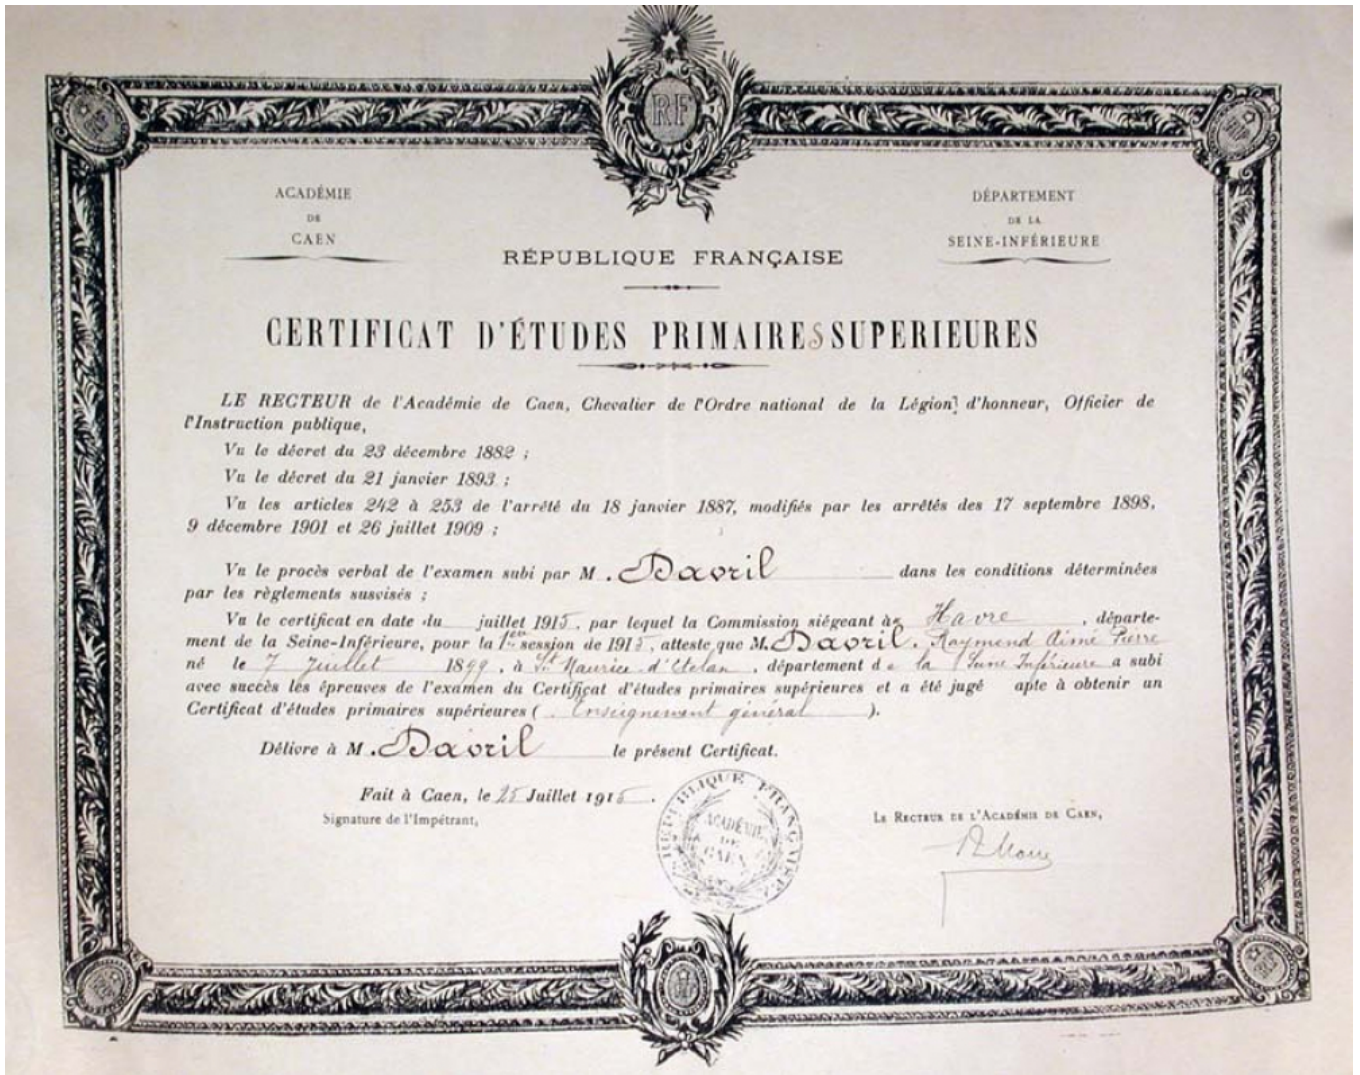 RF
ACADÉMIE
DE
CAEN
DÉPARTEMENT
DE LA
SEINE-INFÉRIEURE
RÉPUBLIQUE FRANÇAISE
CERTIFICAT D'ÉTUDES PRIMAIRES SUPERIEURES
LE RECTEUR de l'Académie de Caen, Chevalier de l'Ordre national de la Légion d'honneur, Officier de
l'Instruction publique,
Vu le décret du 23 décembre 1882 ;
Vu le décret du 21 janvier 1893 ;
Vu les articles 242 à 253 de l'arrêté du 18 janvier 1887, modifiés par les arrêtés des 17 septembre 1898,
9 décembre 1901 et 26 juillet 1909 ;
Vu le procès verbal de l'examen subi par M. Davril dans les conditions déterminées
par les règlements susvisés ;
Vu le certificat en date du juillet 1915, par lequel la Commission siégeant à Havre, départe-
ment de la Seine-Inférieure, pour la 1re session de 1915, atteste que M. Davril, Raymond Aimé Pierre
né le 7 Juillet 1899, à St Maurice d'Etelan, département de la Seine Inférieure a subi
avec succès les épreuves de l'examen du Certificat d'études primaires supérieures et a été jugé apte à obtenir un
Certificat d'études primaires supérieures (Enseignement général).
Délivre à M. Davril le présent Certificat.
Fait à Caen, le 25 Juillet 1915.
Signature de l'Impétrant,
LE RECTEUR DE L'ACADÉMIE DE CAEN,
RÉPUBLIQUE FRANÇAISE
ACADÉMIE
DE
CAEN